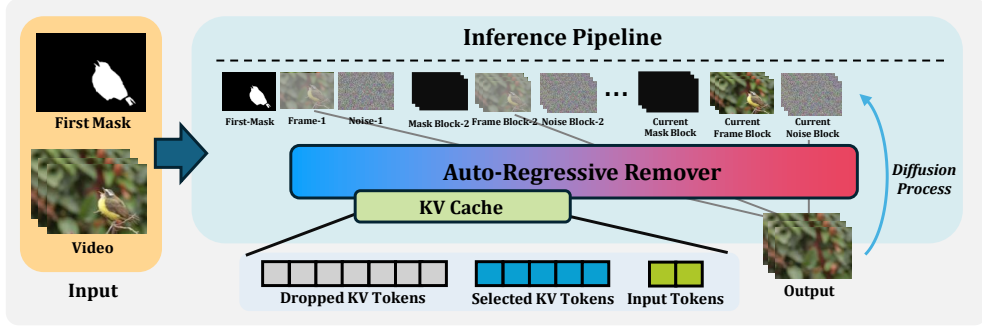 Inference Pipeline
First Mask
Video
Input
First-Mask
Frame-1
Noise-1
Mask Block-2
Frame Block-2
Noise Block-2
...
Current
Mask Block
Current
Frame Block
Current
Noise Block
Auto-Regressive Remover
KV Cache
Diffusion
Process
Dropped KV Tokens
Selected KV Tokens
Input Tokens
Output